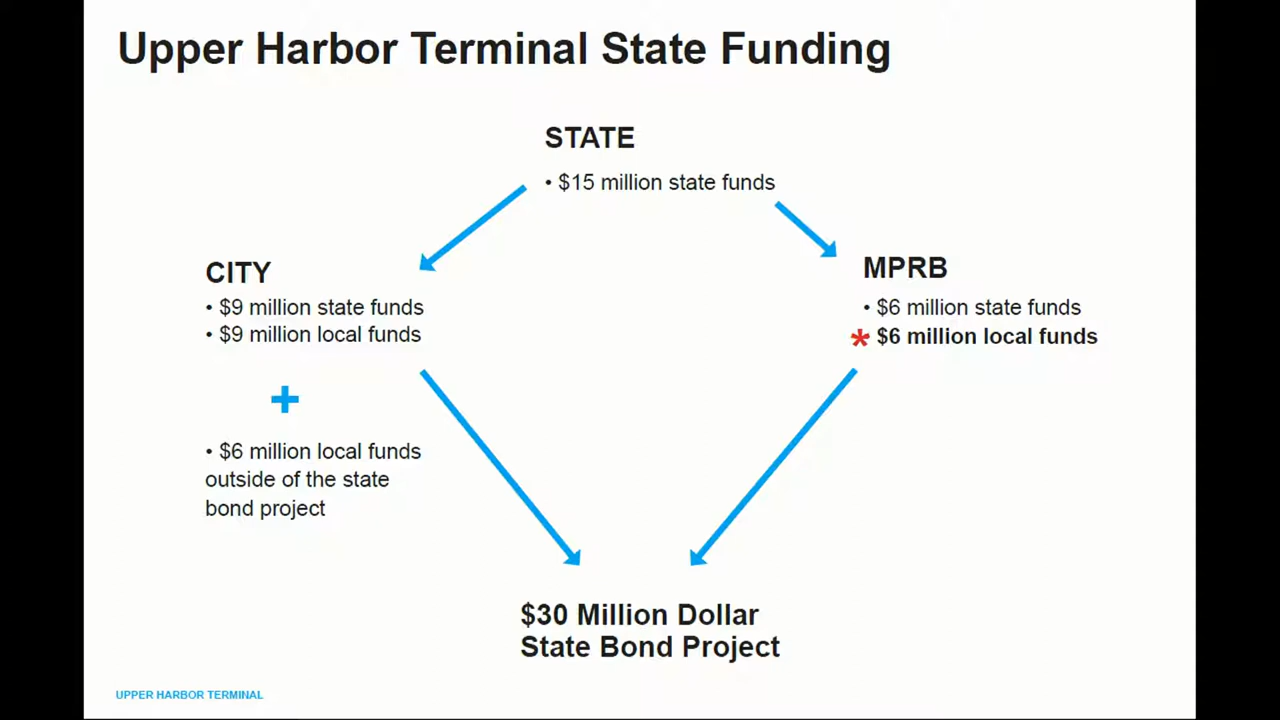 Upper Harbor Terminal State Funding
STATE
• $15 million state funds
CITY
• $9 million state funds
• $9 million local funds
+
• $6 million local funds
outside of the state
bond project
MPRB
• $6 million state funds
* $6 million local funds
$30 Million Dollar
State Bond Project
UPPER HARBOR TERMINAL